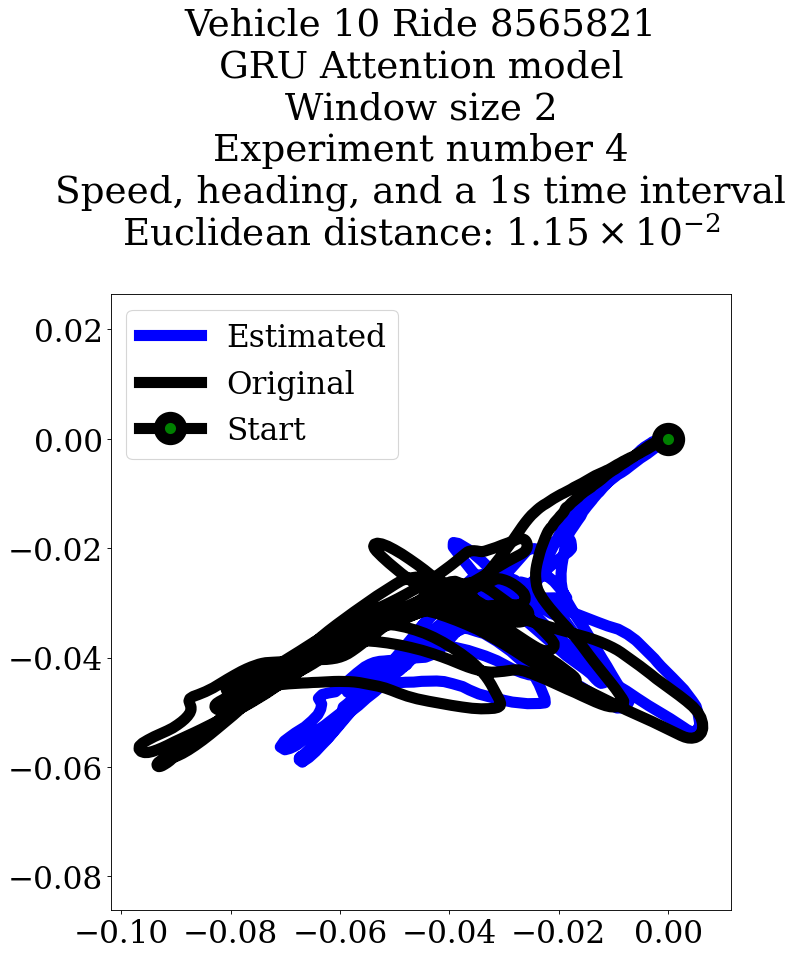 Vehicle 10 Ride 8565821
GRU Attention model
Window size 2
Experiment number 4
Speed, heading, and a 1s time interval
Euclidean distance: 1.15 × 10⁻²
Estimated
Original
Start
0.02
0.00
−0.02
−0.04
−0.06
−0.08
−0.10 −0.08 −0.06 −0.04 −0.02 0.00